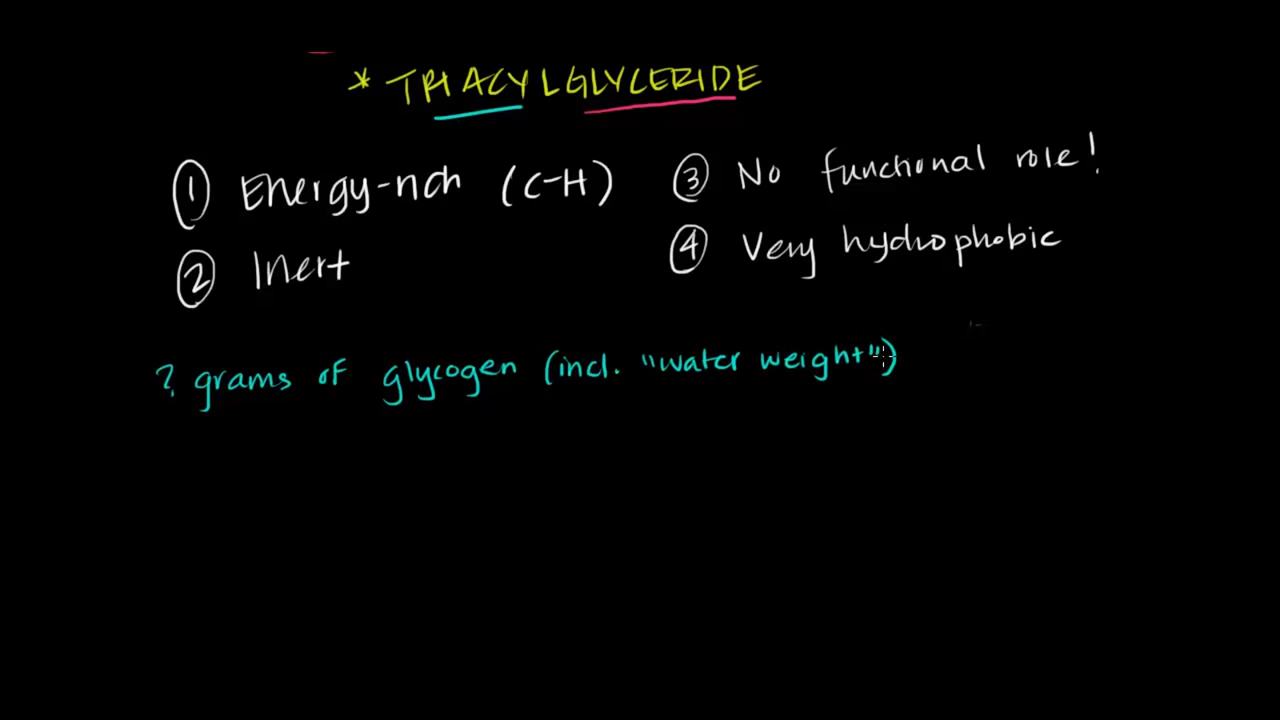 * TRIACYLGLYCERIDE
① Energy-rich (C-H)
② Inert
③ No functional role!
④ Very hydrophobic
? grams of glycogen (incl. "water weight")